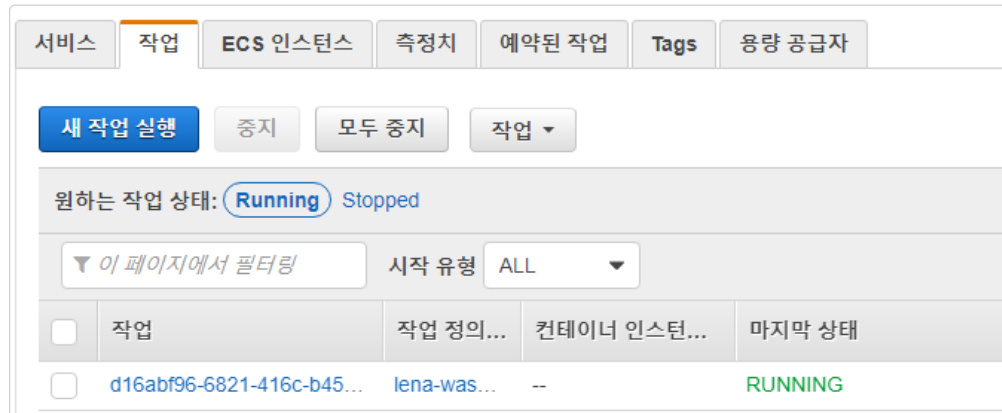 서비스 작업 ECS 인스턴스 측정치 예약된 작업 Tags 용량 공급자
새 작업 실행 중지 모두 중지 작업
원하는 작업 상태: Running Stopped
이 페이지에서 필터링 시작 유형 ALL
작업 작업 정의... 컨테이너 인스턴... 마지막 상태
d16abf96-6821-416c-b45... lena-was... -- RUNNING